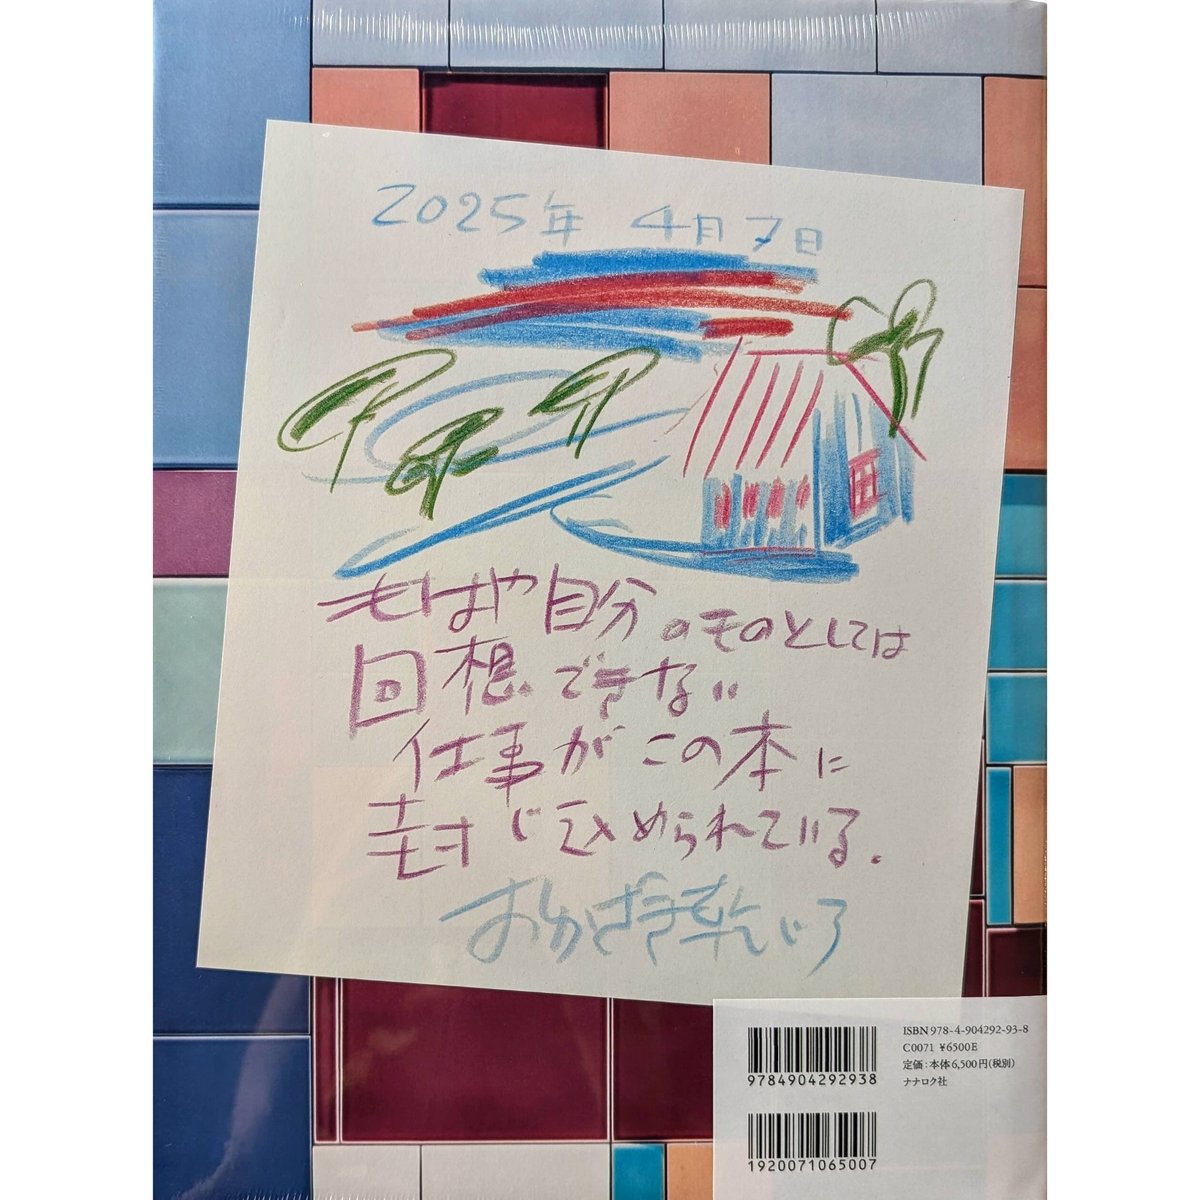 2025年 4月7日
もはや自分のものとしては
回想できない
仕事がこの本に
封じ込められている.
おかざき乾じろ
ISBN978-4-904292-93-8
C0071 ¥6500E
定価:本体6,500円(税別)
ナナロク社
9784904292938
1920071065007